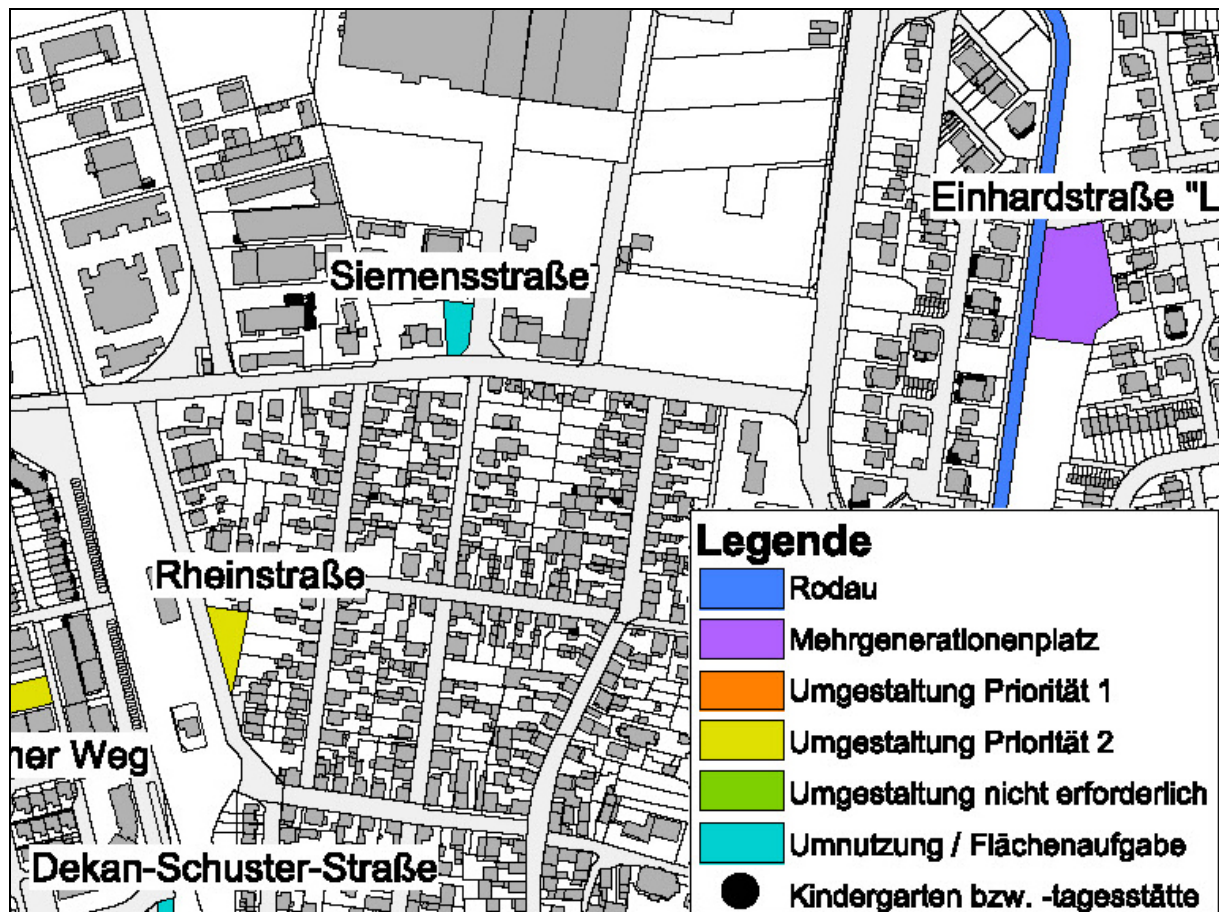 Einhardstraße "L
Siemensstraße
Rheinstraße
ner Weg
Dekan-Schuster-Straße
Legende
Rodau
Mehrgenerationenplatz
Umgestaltung Priorität 1
Umgestaltung Priorität 2
Umgestaltung nicht erforderlich
Umnutzung / Flächenaufgabe
Kindergarten bzw. -tagesstätte